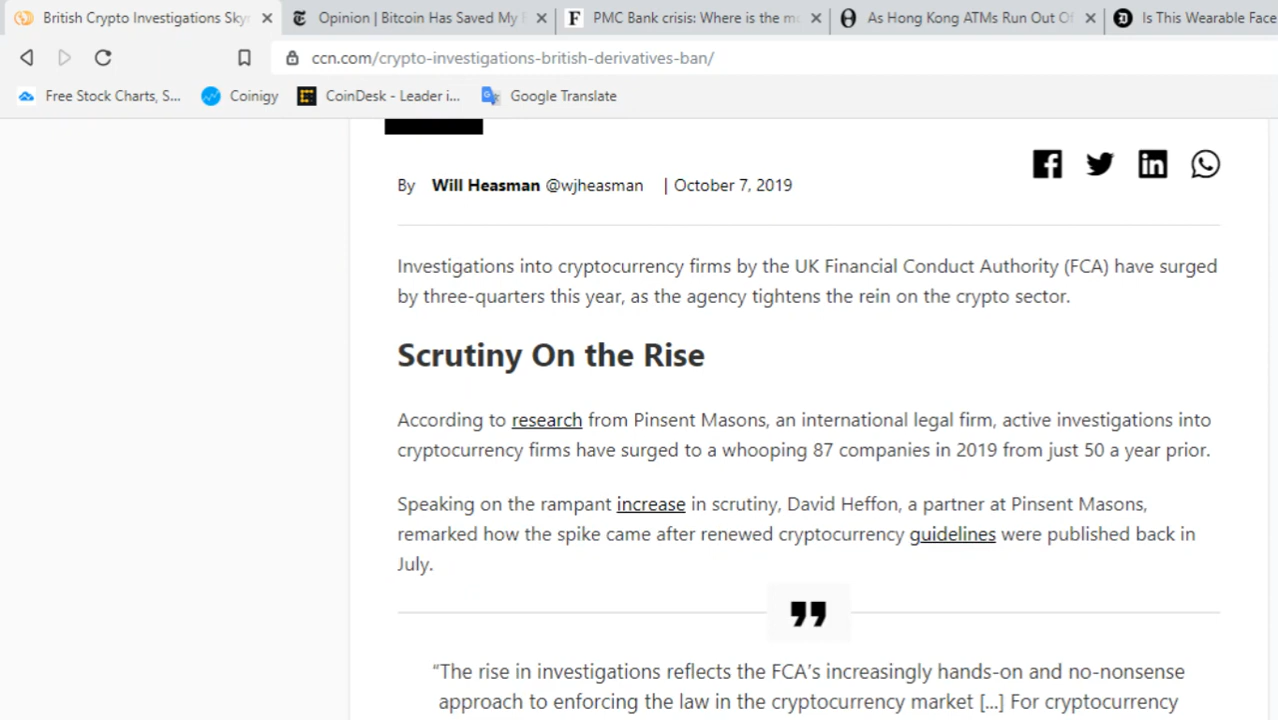 British Crypto Investigations Sky
Opinion | Bitcoin Has Saved My F
PMC Bank crisis: Where is the mo
As Hong Kong ATMs Run Out Of
Is This Wearable Face
ccn.com/crypto-investigations-british-derivatives-ban/
Free Stock Charts, S...
Coinigy
CoinDesk - Leader i...
Google Translate
By Will Heasman @wjheasman | October 7, 2019
Investigations into cryptocurrency firms by the UK Financial Conduct Authority (FCA) have surged
by three-quarters this year, as the agency tightens the rein on the crypto sector.
Scrutiny On the Rise
According to research from Pinsent Masons, an international legal firm, active investigations into
cryptocurrency firms have surged to a whooping 87 companies in 2019 from just 50 a year prior.
Speaking on the rampant increase in scrutiny, David Heffon, a partner at Pinsent Masons,
remarked how the spike came after renewed cryptocurrency guidelines were published back in
July.
“The rise in investigations reflects the FCA’s increasingly hands-on and no-nonsense
approach to enforcing the law in the cryptocurrency market [...] For cryptocurrency